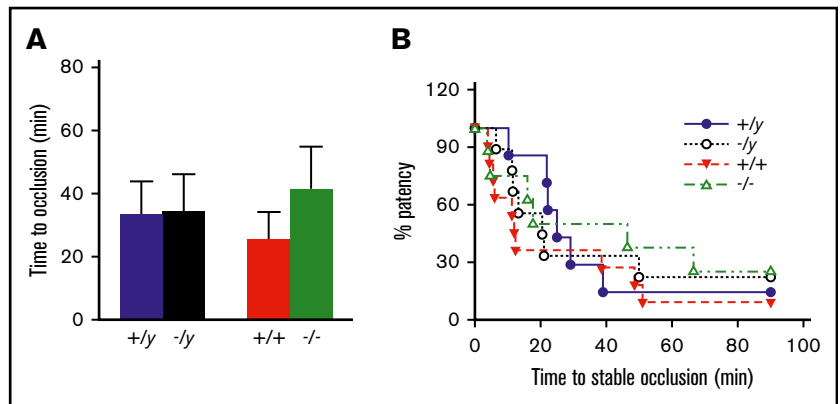 A
Time to occlusion (min)
80
60
40
20
0
+/y -/y +/+ -/-
B
% patency
120
90
60
30
0
0 20 40 60 80 100
Time to stable occlusion (min)
+/y
-/y
+/+
-/-